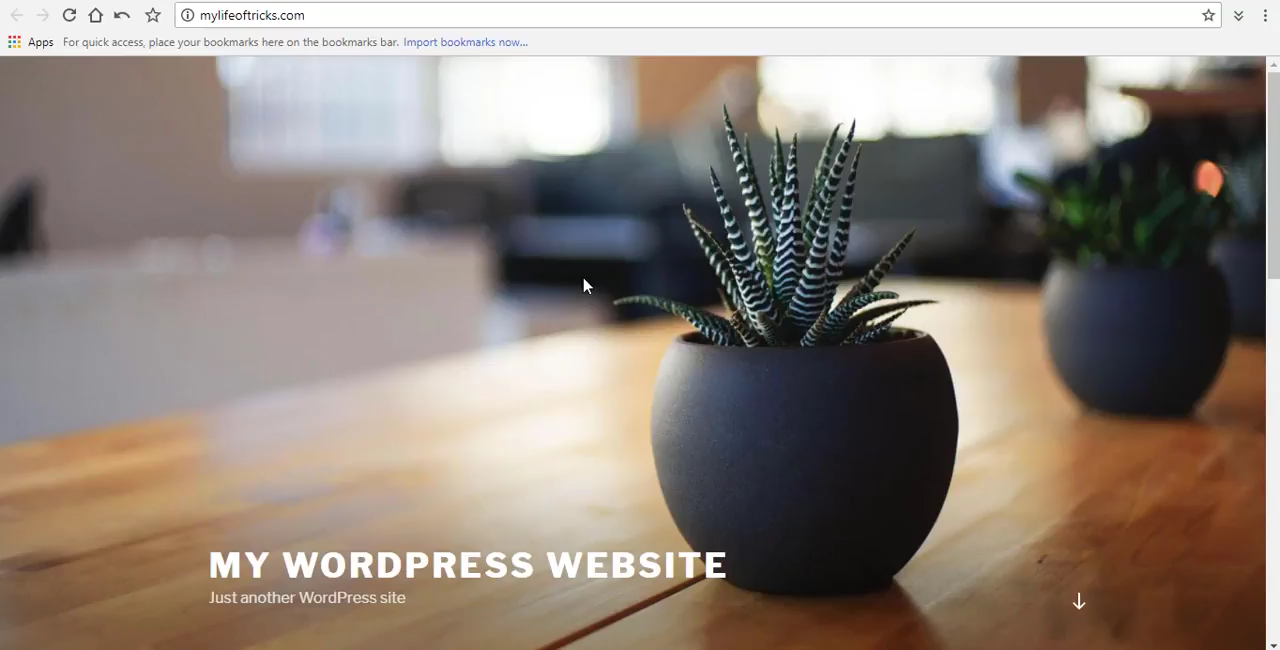 mylifeoftricks.com
Apps For quick access, place your bookmarks here on the bookmarks bar. Import bookmarks now...
MY WORDPRESS WEBSITE
Just another WordPress site